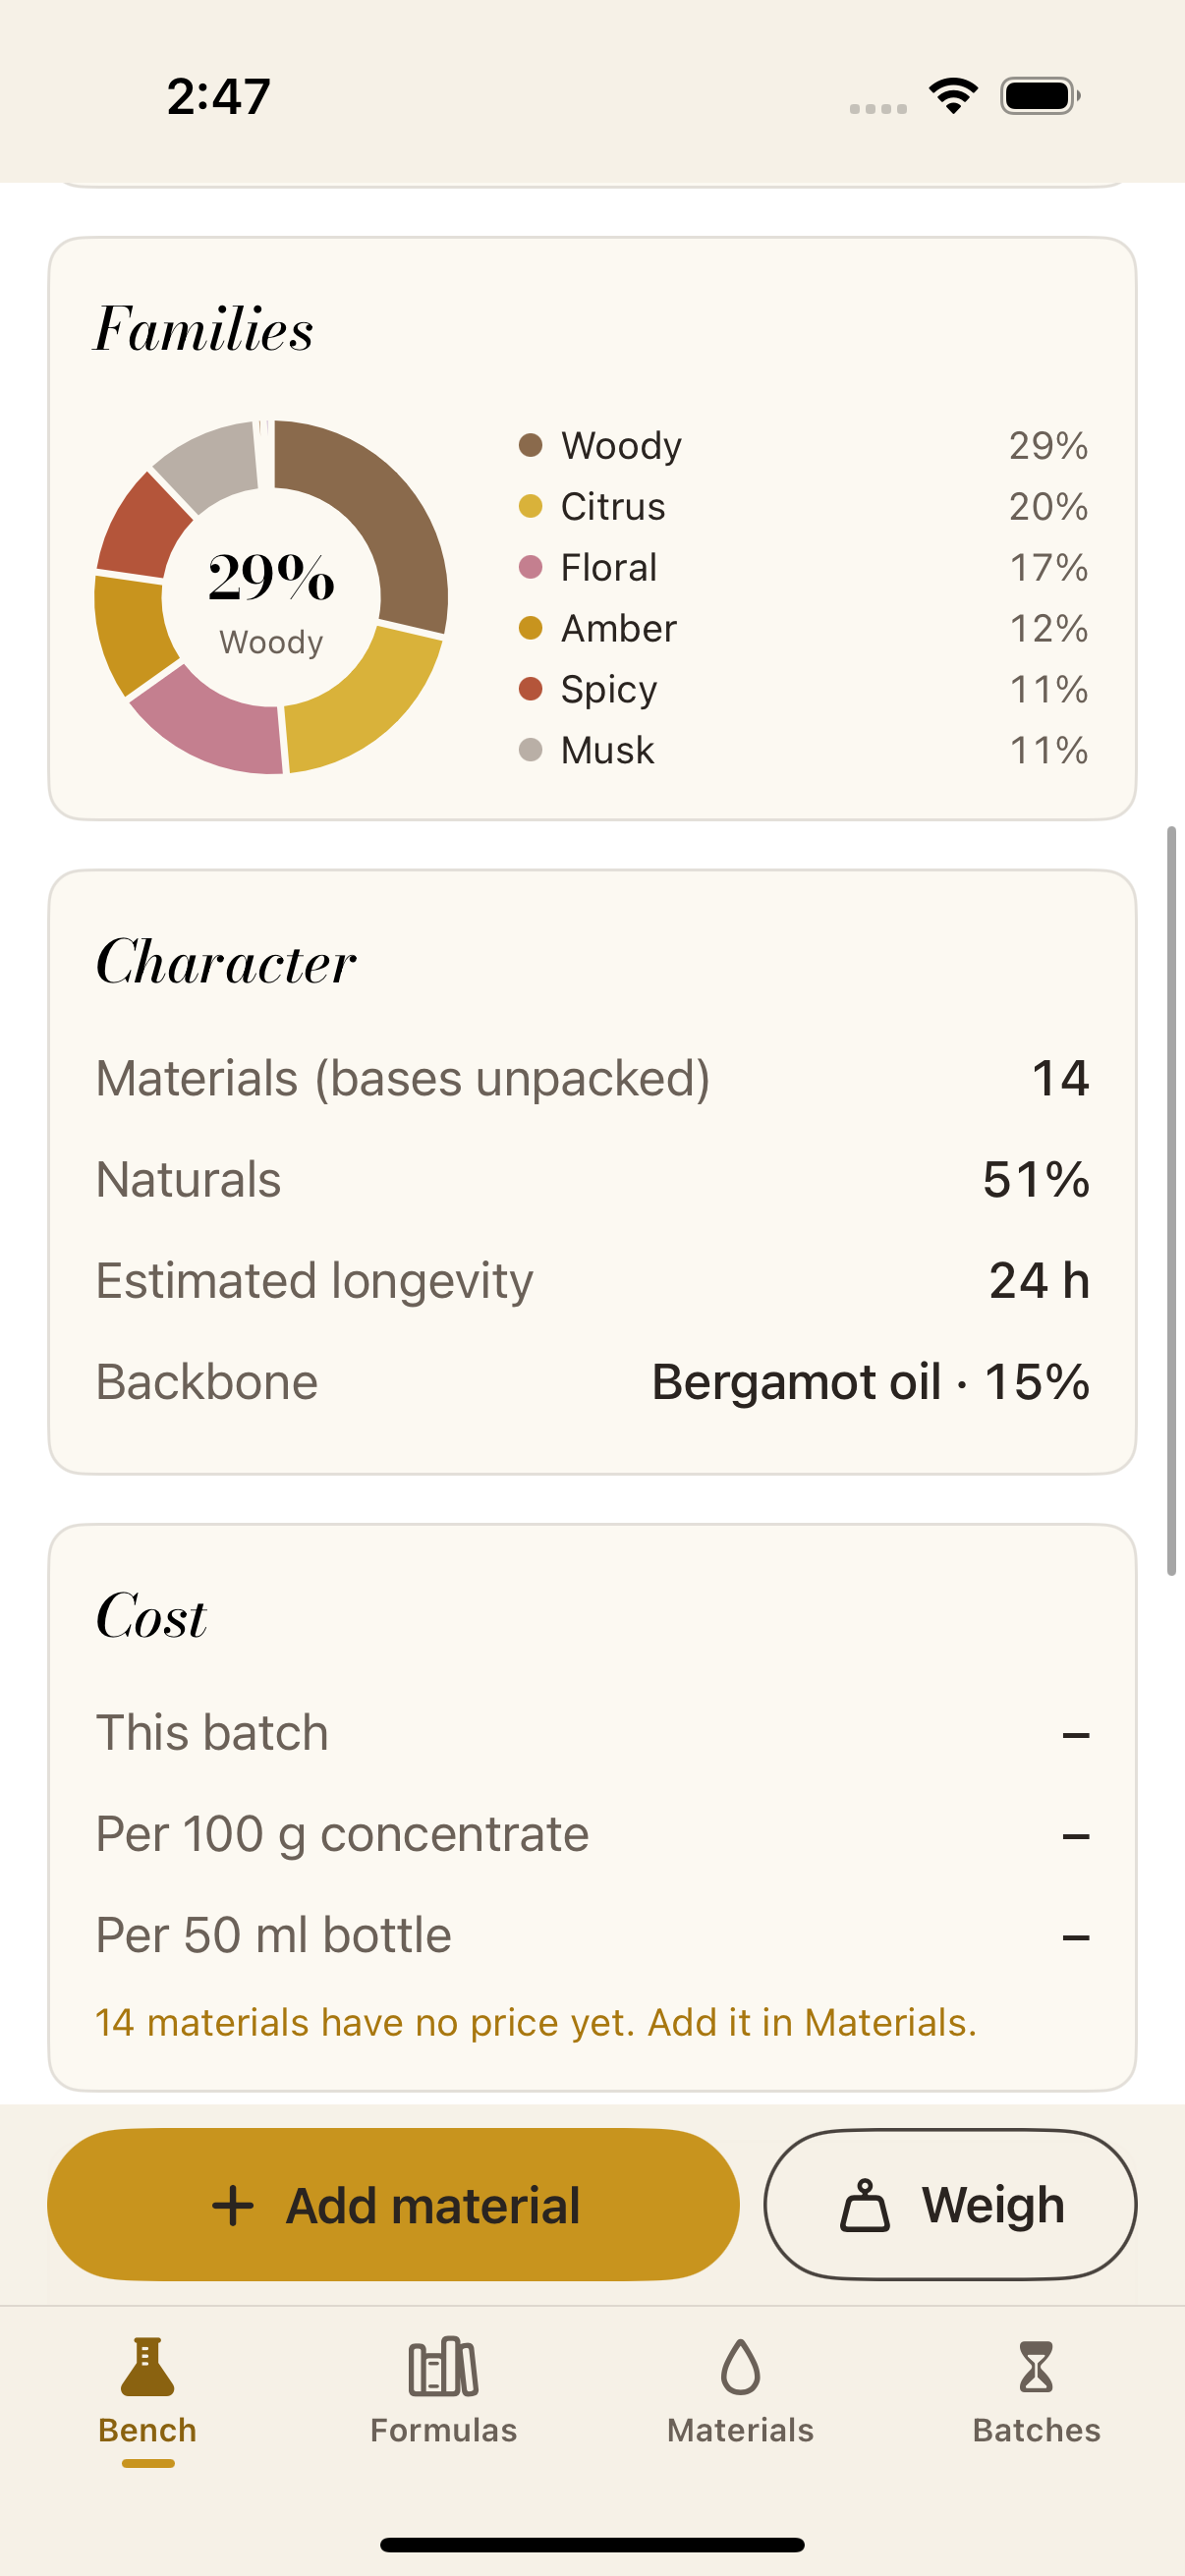 2:47
Families
29%
Woody
Woody 29%
Citrus 20%
Floral 17%
Amber 12%
Spicy 11%
Musk 11%
Character
Materials (bases unpacked) 14
Naturals 51%
Estimated longevity 24 h
Backbone Bergamot oil · 15%
Cost
This batch –
Per 100 g concentrate –
Per 50 ml bottle –
14 materials have no price yet. Add it in Materials.
+ Add material Weigh
Bench Formulas Materials Batches